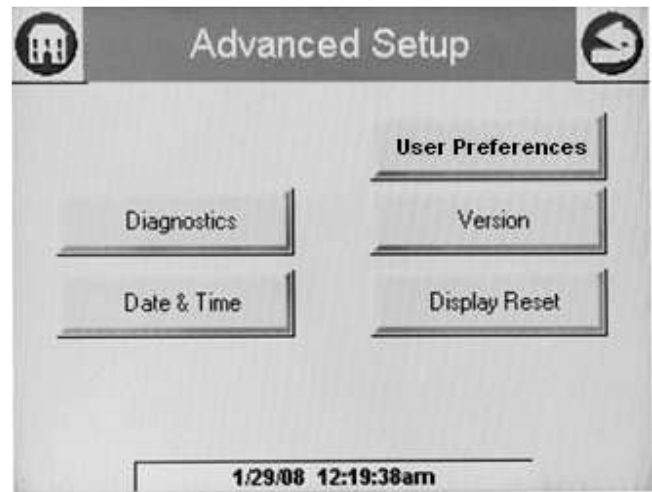 Advanced Setup
User Preferences
Diagnostics
Version
Date & Time
Display Reset
1/29/08 12:19:38am